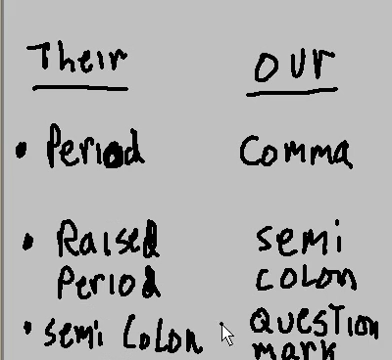 Their Our
• Period Comma
• Raised Semi
Period colon
• Semi Colon Question
mark